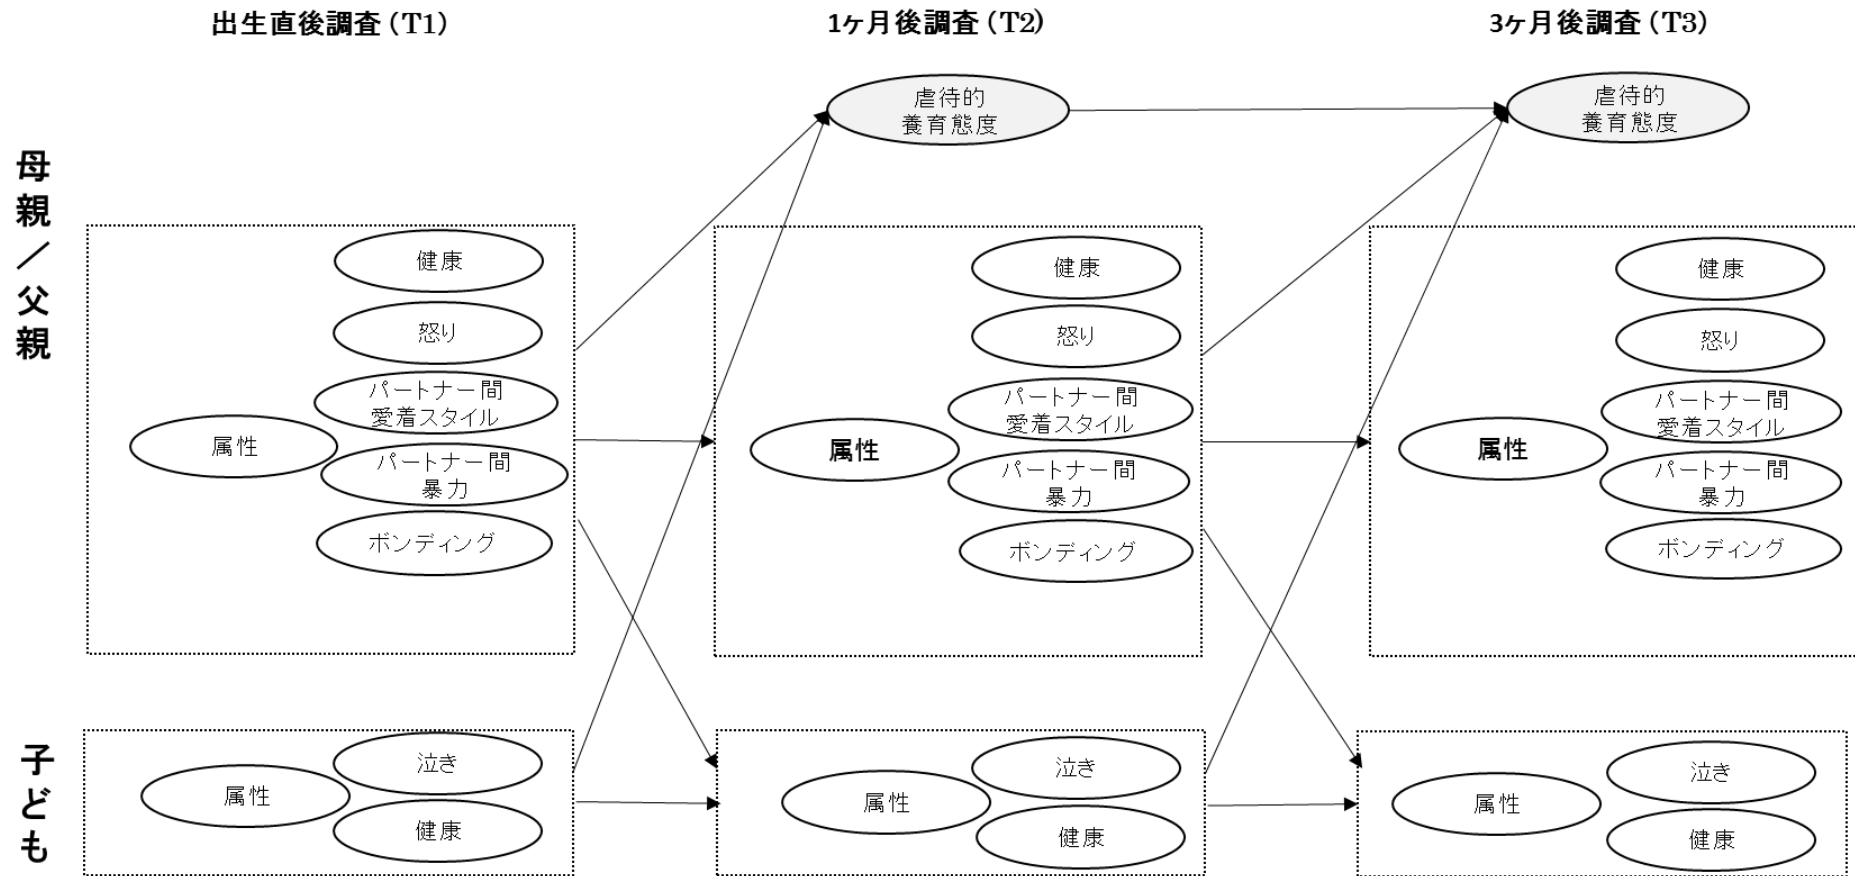 出生直後調査（T1）
1ヶ月後調査（T2)
3ヶ月後調査（T3）
母親／父親
虐待的
養育態度
虐待的
養育態度
健康
怒り
パートナー間
愛着スタイル
属性
パートナー間
暴力
ボンディング
健康
怒り
パートナー間
愛着スタイル
属性
パートナー間
暴力
ボンディング
健康
怒り
パートナー間
愛着スタイル
属性
パートナー間
暴力
ボンディング
子ども
泣き
属性
健康
泣き
属性
健康
泣き
属性
健康